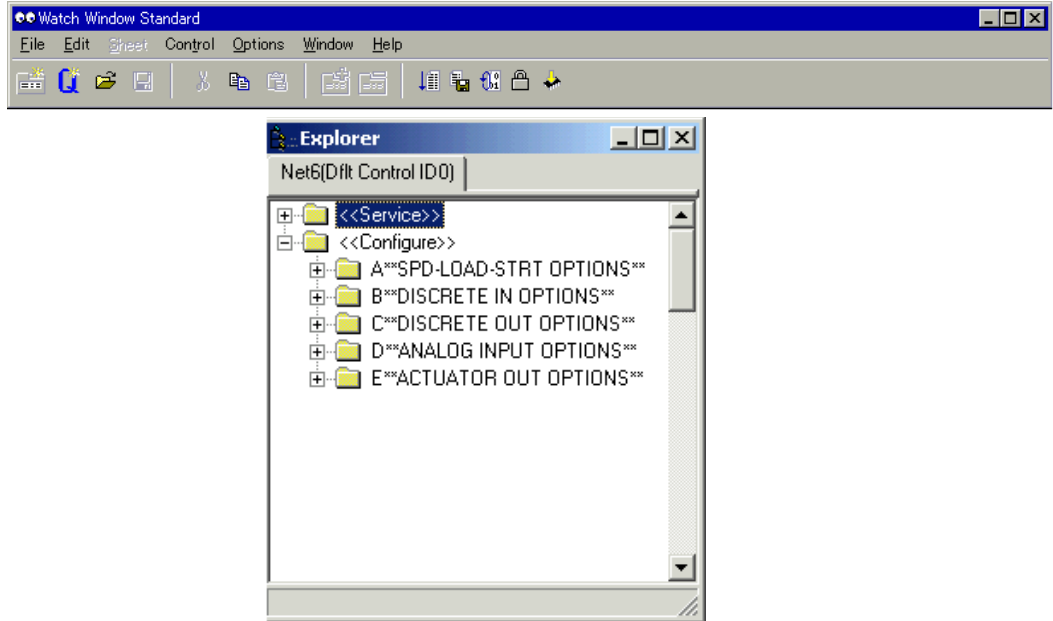 Watch Window Standard
File Edit Sheet Control Options Window Help
Explorer
Net6(Dflt Control ID0)
<<Service>>
<<Configure>>
A**SPD-LOAD-STRT OPTIONS**
B**DISCRETE IN OPTIONS**
C**DISCRETE OUT OPTIONS**
D**ANALOG INPUT OPTIONS**
E**ACTUATOR OUT OPTIONS**